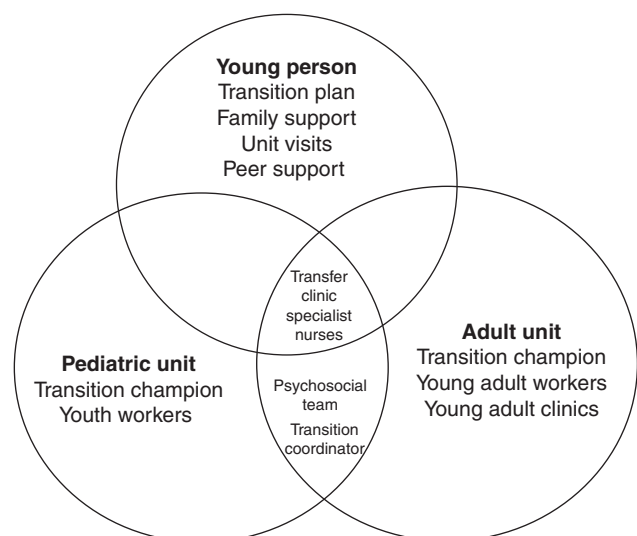 Young person
Transition plan
Family support
Unit visits
Peer support
Transfer
clinic
specialist
nurses
Pediatric unit
Transition champion
Youth workers
Psychosocial
team
Transition
coordinator
Adult unit
Transition champion
Young adult workers
Young adult clinics